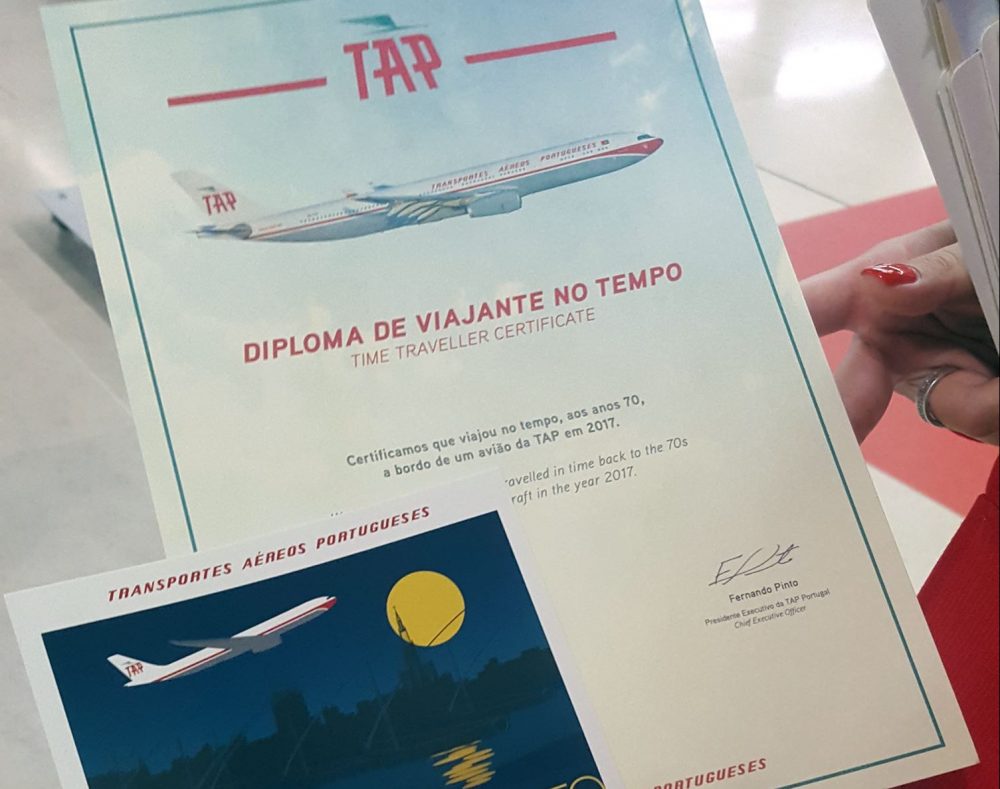 TAP
TRANSPORTES AÉREOS PORTUGUESES
TAP
DIPLOMA DE VIAJANTE NO TEMPO
TIME TRAVELLER CERTIFICATE
Certificamos que viajou no tempo, aos anos 70,
a bordo de um avião da TAP em 2017.
ravelled in time back to the 70s
raft in the year 2017.
Fernando Pinto
Presidente Executivo da TAP Portugal
Chief Executive Officer
TRANSPORTES AÉREOS PORTUGUESES
TAP
PORTUGUESES